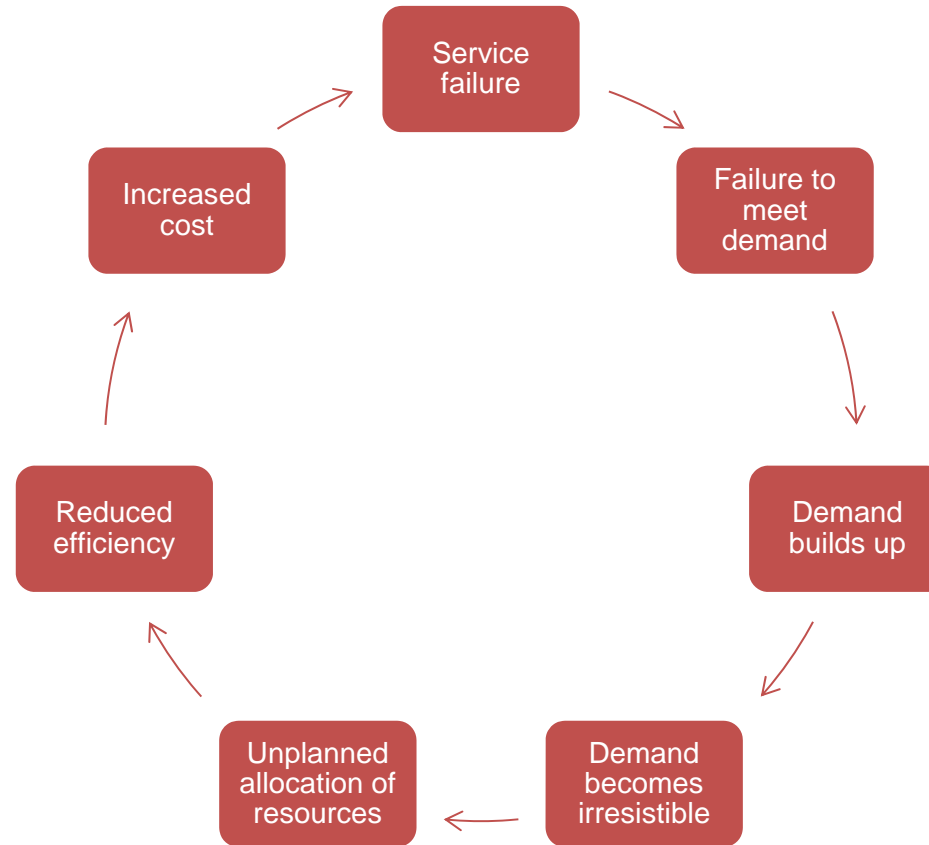 Service
failure
Failure to
meet
demand
Demand
builds up
Demand
becomes
irresistible
Unplanned
allocation of
resources
Reduced
efficiency
Increased
cost